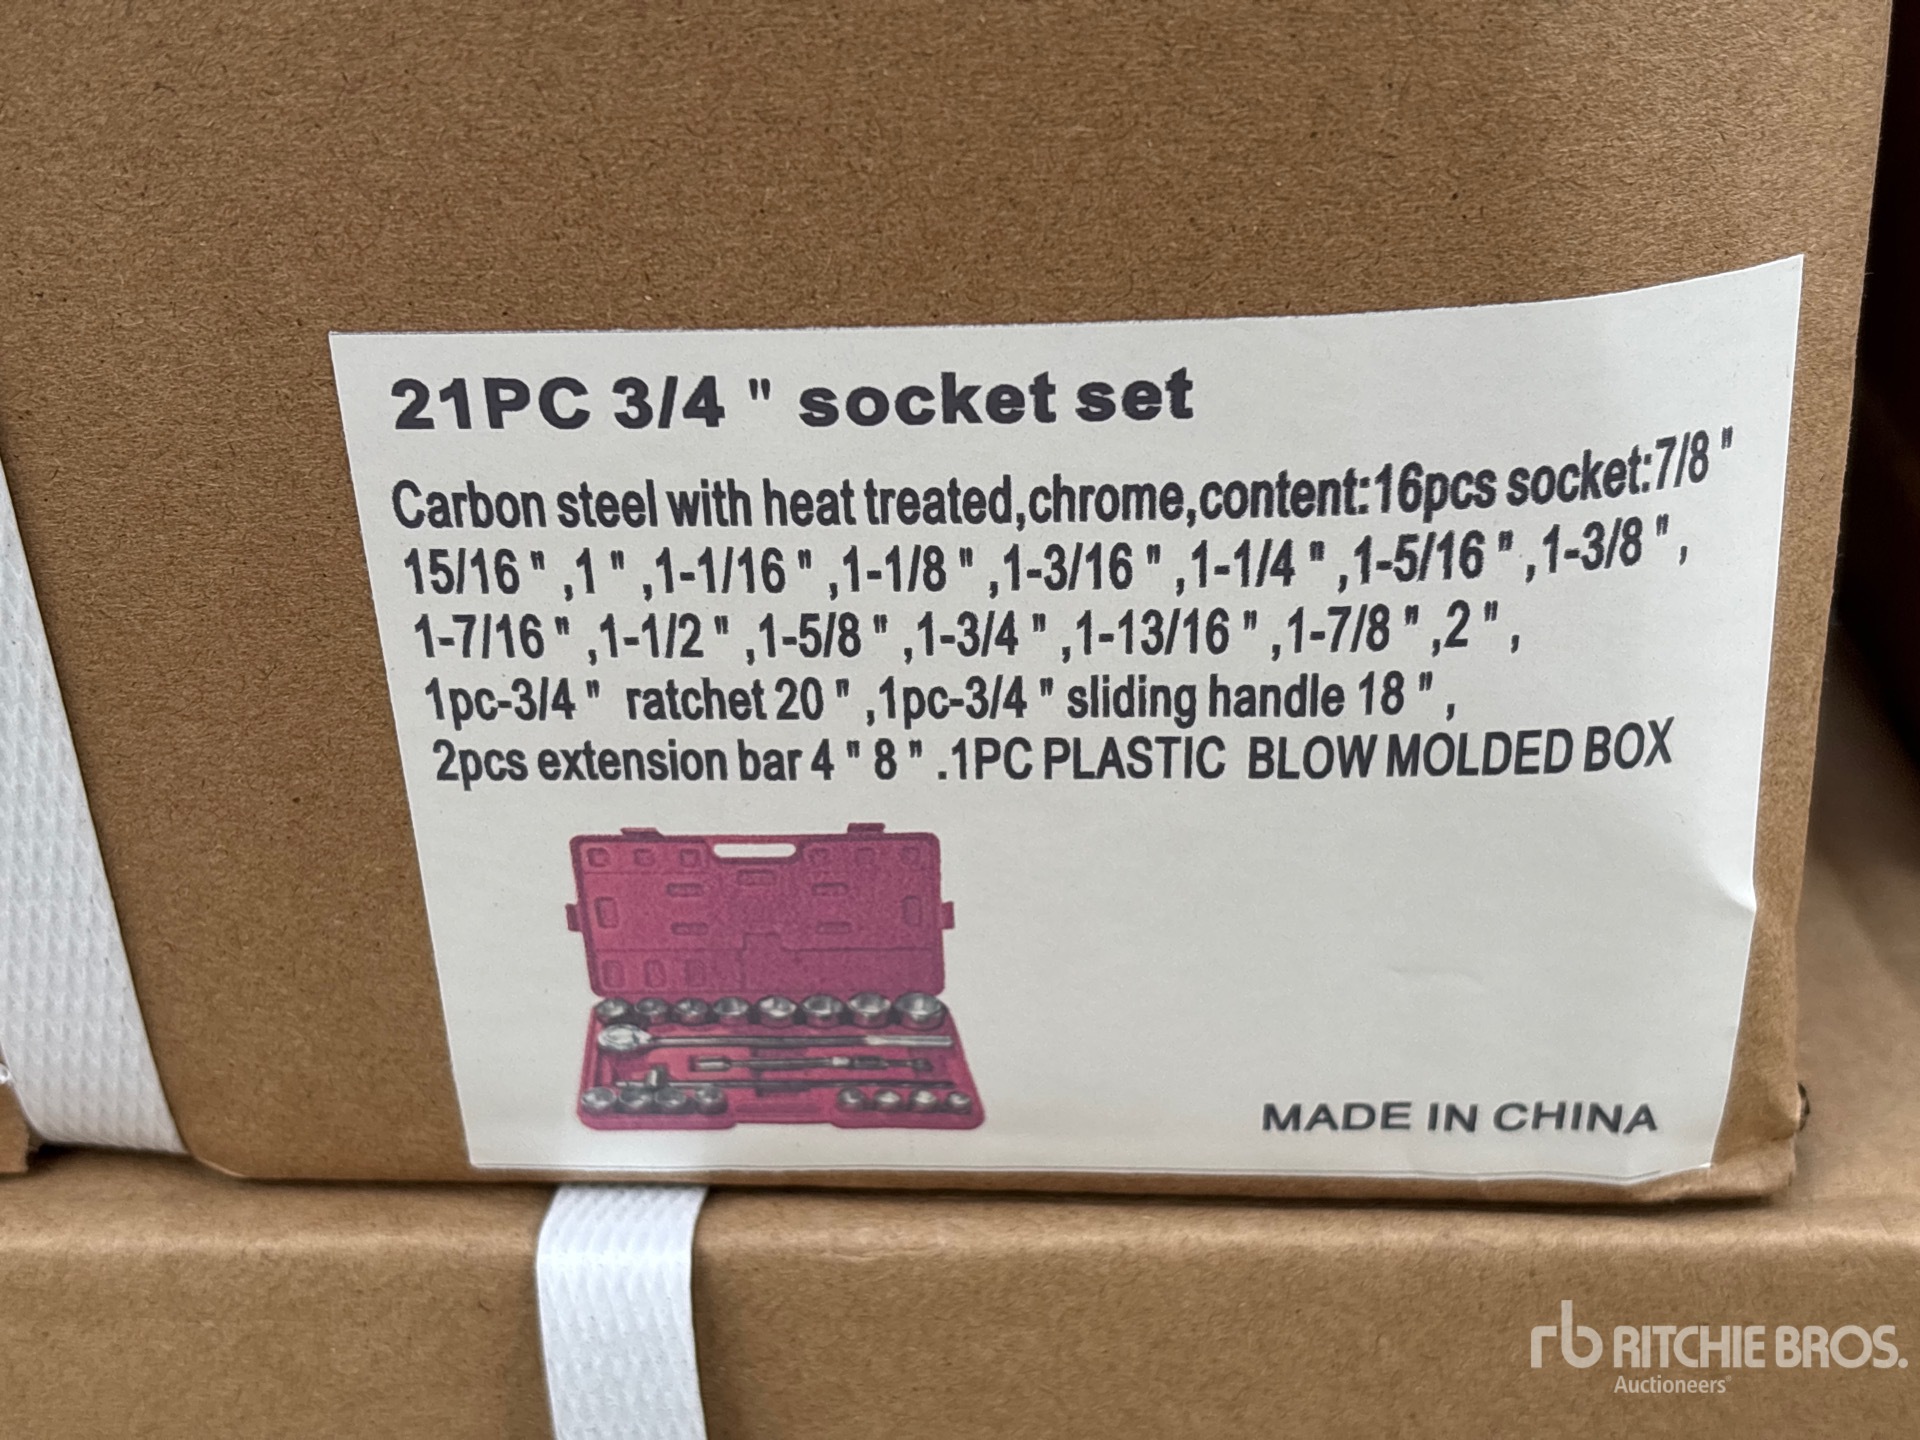 21PC 3/4 " socket set
Carbon steel with heat treated,chrome,content:16pcs socket:7/8 "
15/16 " ,1 " ,1-1/16 " ,1-1/8 " ,1-3/16 " ,1-1/4 " ,1-5/16 " ,1-3/8 " ,
1-7/16 " ,1-1/2 " ,1-5/8 " ,1-3/4 " ,1-13/16 " ,1-7/8 " ,2 " ,
1pc-3/4 " ratchet 20 " ,1pc-3/4 " sliding handle 18 " ,
2pcs extension bar 4 " 8 " .1PC PLASTIC BLOW MOLDED BOX
MADE IN CHINA
rb RITCHIE BROS.
Auctioneers